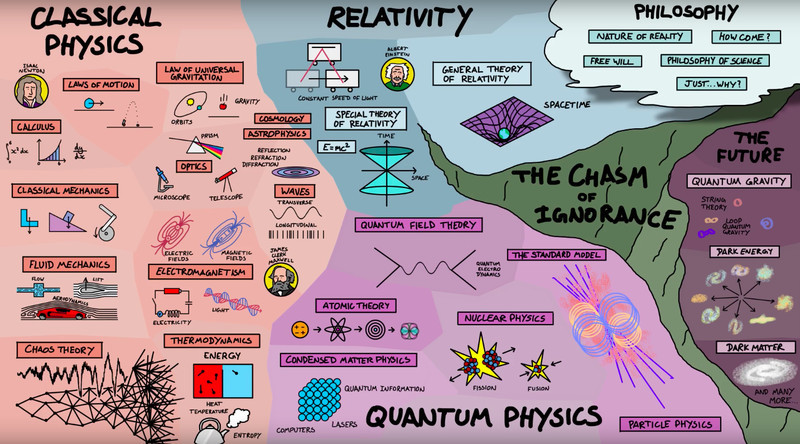 CLASSICAL
PHYSICS
ISAAC
NEWTON
LAWS OF MOTION
LAW OF UNIVERSAL
GRAVITATION
ORBITS
GRAVITY
CALCULUS
∫x²dx
dy/dx
PRISM
OPTICS
MICROSCOPE
TELESCOPE
COSMOLOGY
ASTROPHYSICS
REFLECTION
REFRACTION
DIFFRACTION
CLASSICAL MECHANICS
WAVES
TRANSVERSE
LONGITUDINAL
ELECTRIC
FIELDS
MAGNETIC
FIELDS
JAMES
CLERK
MAXWELL
FLUID MECHANICS
FLOW
LIFT
AERODYNAMICS
ELECTROMAGNETISM
ELECTRICITY
LIGHT
CHAOS THEORY
THERMODYNAMICS
ENERGY
HEAT
TEMPERATURE
ENTROPY
RELATIVITY
ALBERT
EINSTEIN
CONSTANT SPEED OF LIGHT
SPECIAL THEORY
OF RELATIVITY
E=mc²
TIME
SPACE
GENERAL THEORY
OF RELATIVITY
SPACETIME
PHILOSOPHY
NATURE OF REALITY
HOW COME?
FREE WILL
PHILOSOPHY OF SCIENCE
JUST...WHY?
THE CHASM
OF
IGNORANCE
THE
FUTURE
QUANTUM GRAVITY
STRING
THEORY
LOOP
QUANTUM
GRAVITY
DARK ENERGY
DARK MATTER
AND MANY
MORE...
QUANTUM FIELD THEORY
QUANTUM
ELECTRO
DYNAMICS
THE STANDARD MODEL
ATOMIC THEORY
NUCLEAR PHYSICS
FISSION
FUSION
CONDENSED MATTER PHYSICS
QUANTUM INFORMATION
LASERS
COMPUTERS
QUANTUM PHYSICS
PARTICLE PHYSICS